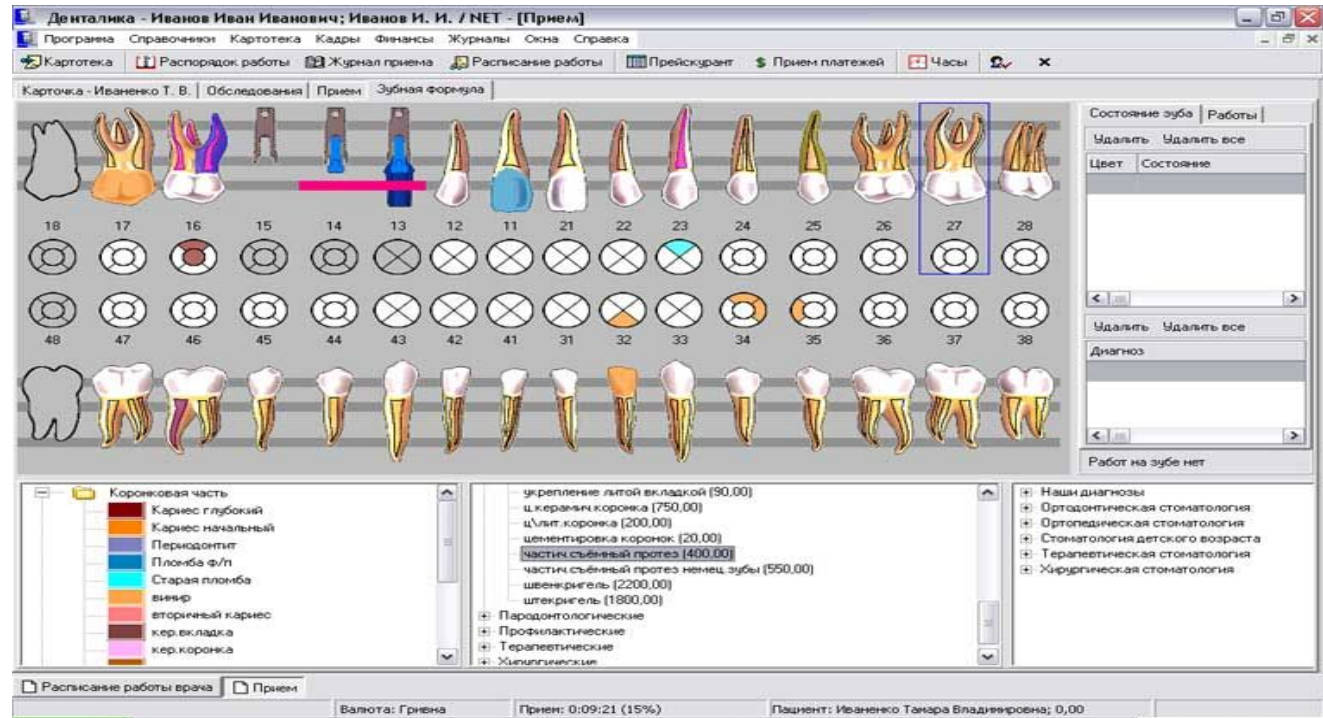 Денталика - Иванов Иван Иванович; Иванов И. И. / NET - [Прием]
Программа Справочники Картотека Кадры Финансы Журналы Окна Справка
Картотека Распорядок работы Журнал приема Расписание работы Прейскурант $ Прием платежей Часы
Карточка - Иваненко Т. В. Обследования Прием Зубная формула
Состояние зуба Работы
Удалить Удалить все
Цвет Состояние
18 17 16 15 14 13 12 11 21 22 23 24 25 26 27 28
48 47 46 45 44 43 42 41 31 32 33 34 35 36 37 38
Удалить Удалить все
Диагноз
Работ на зубе нет
Коронковая часть
Кариес глубокий
Кариес начальный
Периодонтит
Пломба ф/п
Старая пломба
винир
вторичный кариес
кер.вкладка
кер.коронка
укрепление литой вкладкой (90,00)
ц.керамич.коронка (750,00)
ц\лит.коронка (200,00)
цементировка коронок (20,00)
частич.съёмный протез (400,00)
частич.съёмный протез немец.зубы (550,00)
швенкригель (2200,00)
штекригель (1800,00)
Пародонтологические
Профилактические
Терапевтические
Хирургические
Наши диагнозы
Ортодонтическая стоматология
Ортопедическая стоматология
Стоматология детского возраста
Терапевтическая стоматология
Хирургическая стоматология
Расписание работы врача Прием
Валюта: Гривна Прием: 0:09:21 (15%) Пациент: Иваненко Тамара Владимировна; 0,00